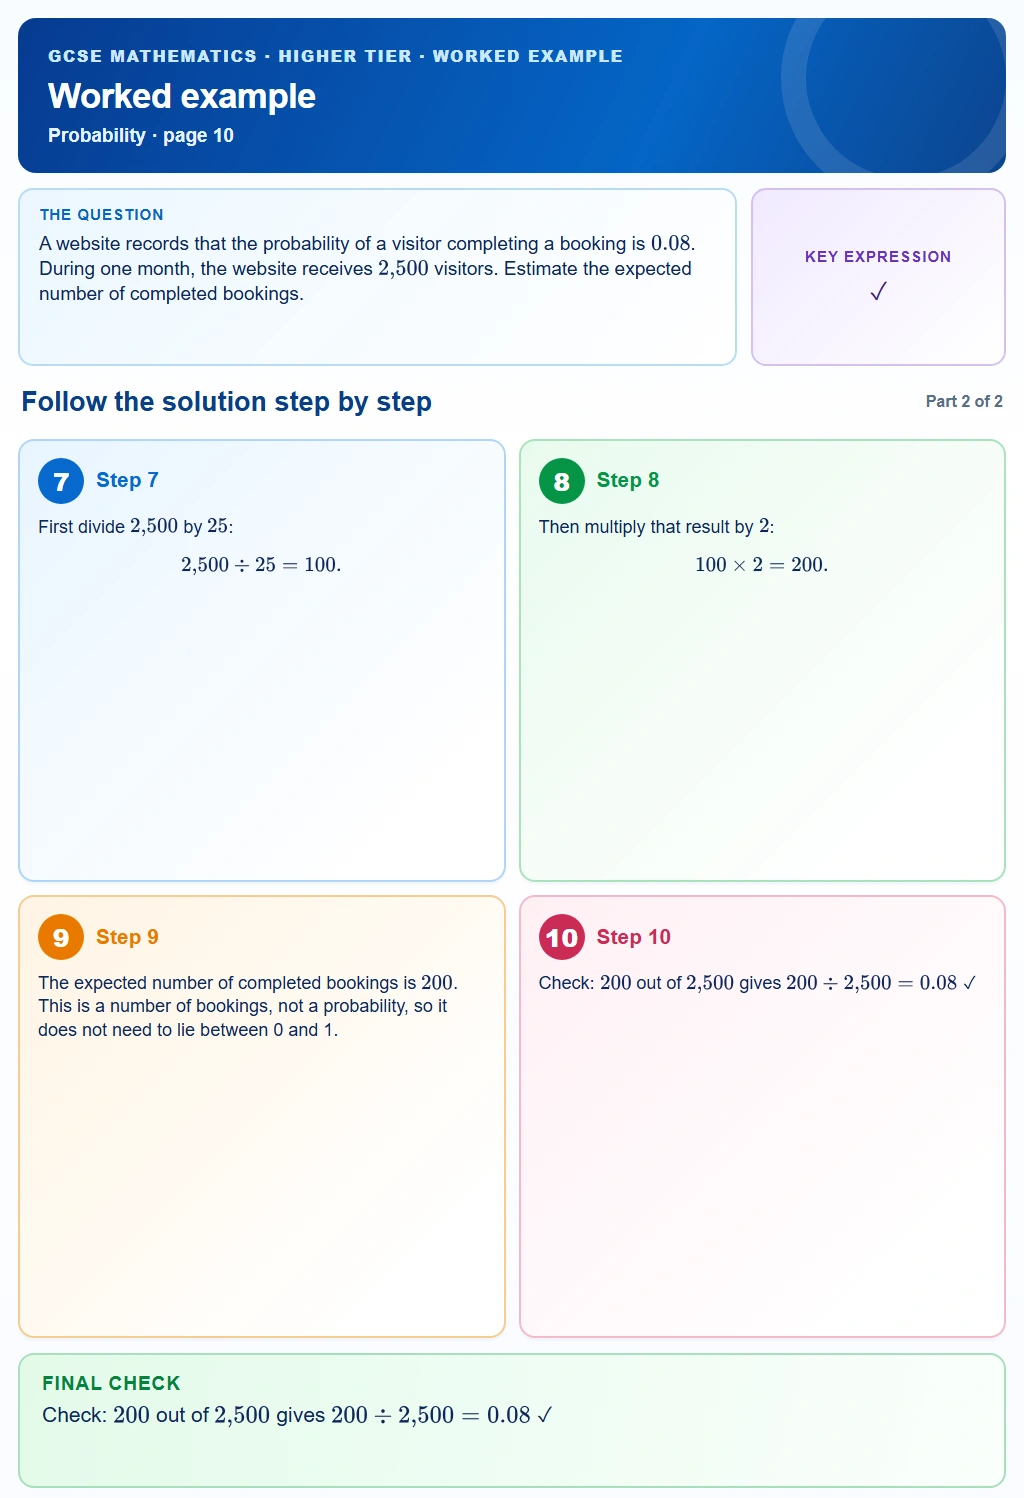 GCSE MATHEMATICS · HIGHER TIER · WORKED EXAMPLE
Worked example
Probability · page 10
THE QUESTION
A website records that the probability of a visitor completing a booking is 0.08.
During one month, the website receives 2,500 visitors. Estimate the expected
number of completed bookings.
KEY EXPRESSION
✓
Follow the solution step by step
Part 2 of 2
7 Step 7
First divide 2,500 by 25:
2,500 ÷ 25 = 100.
8 Step 8
Then multiply that result by 2:
100 × 2 = 200.
9 Step 9
The expected number of completed bookings is 200.
This is a number of bookings, not a probability, so it
does not need to lie between 0 and 1.
10 Step 10
Check: 200 out of 2,500 gives 200 ÷ 2,500 = 0.08 ✓
FINAL CHECK
Check: 200 out of 2,500 gives 200 ÷ 2,500 = 0.08 ✓